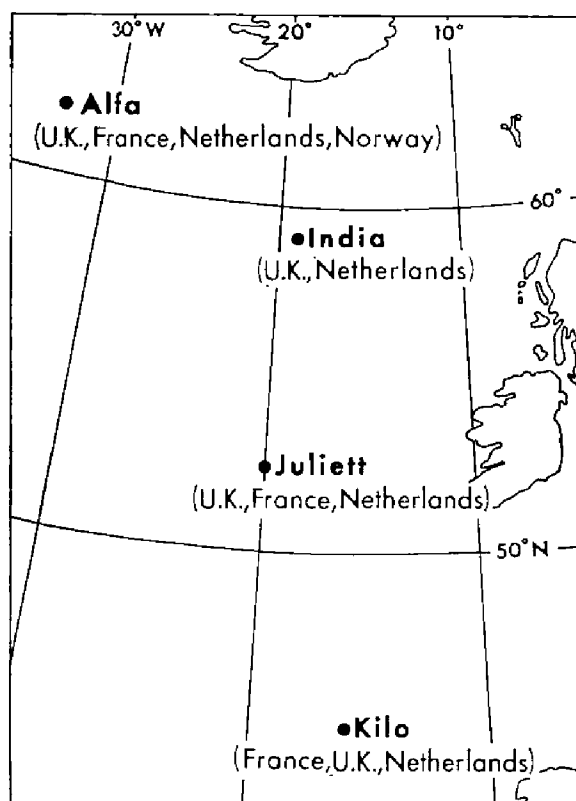 30°W 20° 10°
Alfa
(U.K.,France,Netherlands,Norway)
60°
India
(U.K.,Netherlands)
Juliett
(U.K.,France,Netherlands)
50°N
Kilo
(France,U.K.,Netherlands)